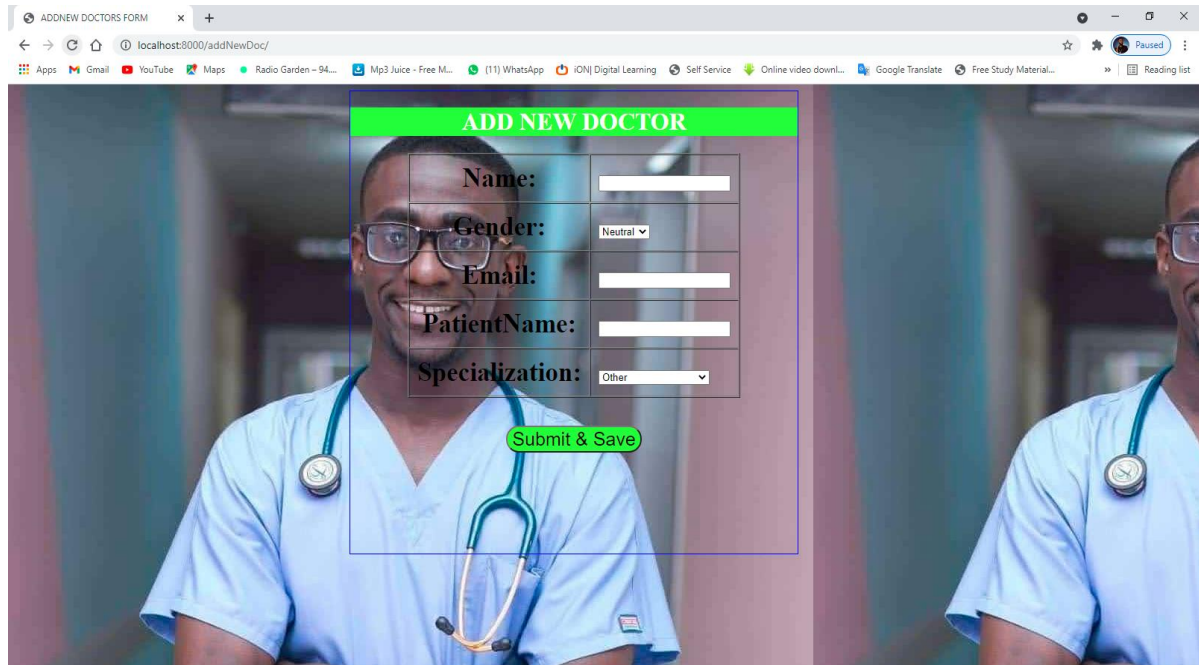 ADDNEW DOCTORS FORM
localhost:8000/addNewDoc/
Paused
Apps Gmail YouTube Maps Radio Garden – 94.... Mp3 Juice - Free M... (11) WhatsApp iON| Digital Learning Self Service Online video downl... Google Translate Free Study Material... » Reading list
ADD NEW DOCTOR
Name:
Gender: Neutral
Email:
PatientName:
Specialization: Other
Submit & Save